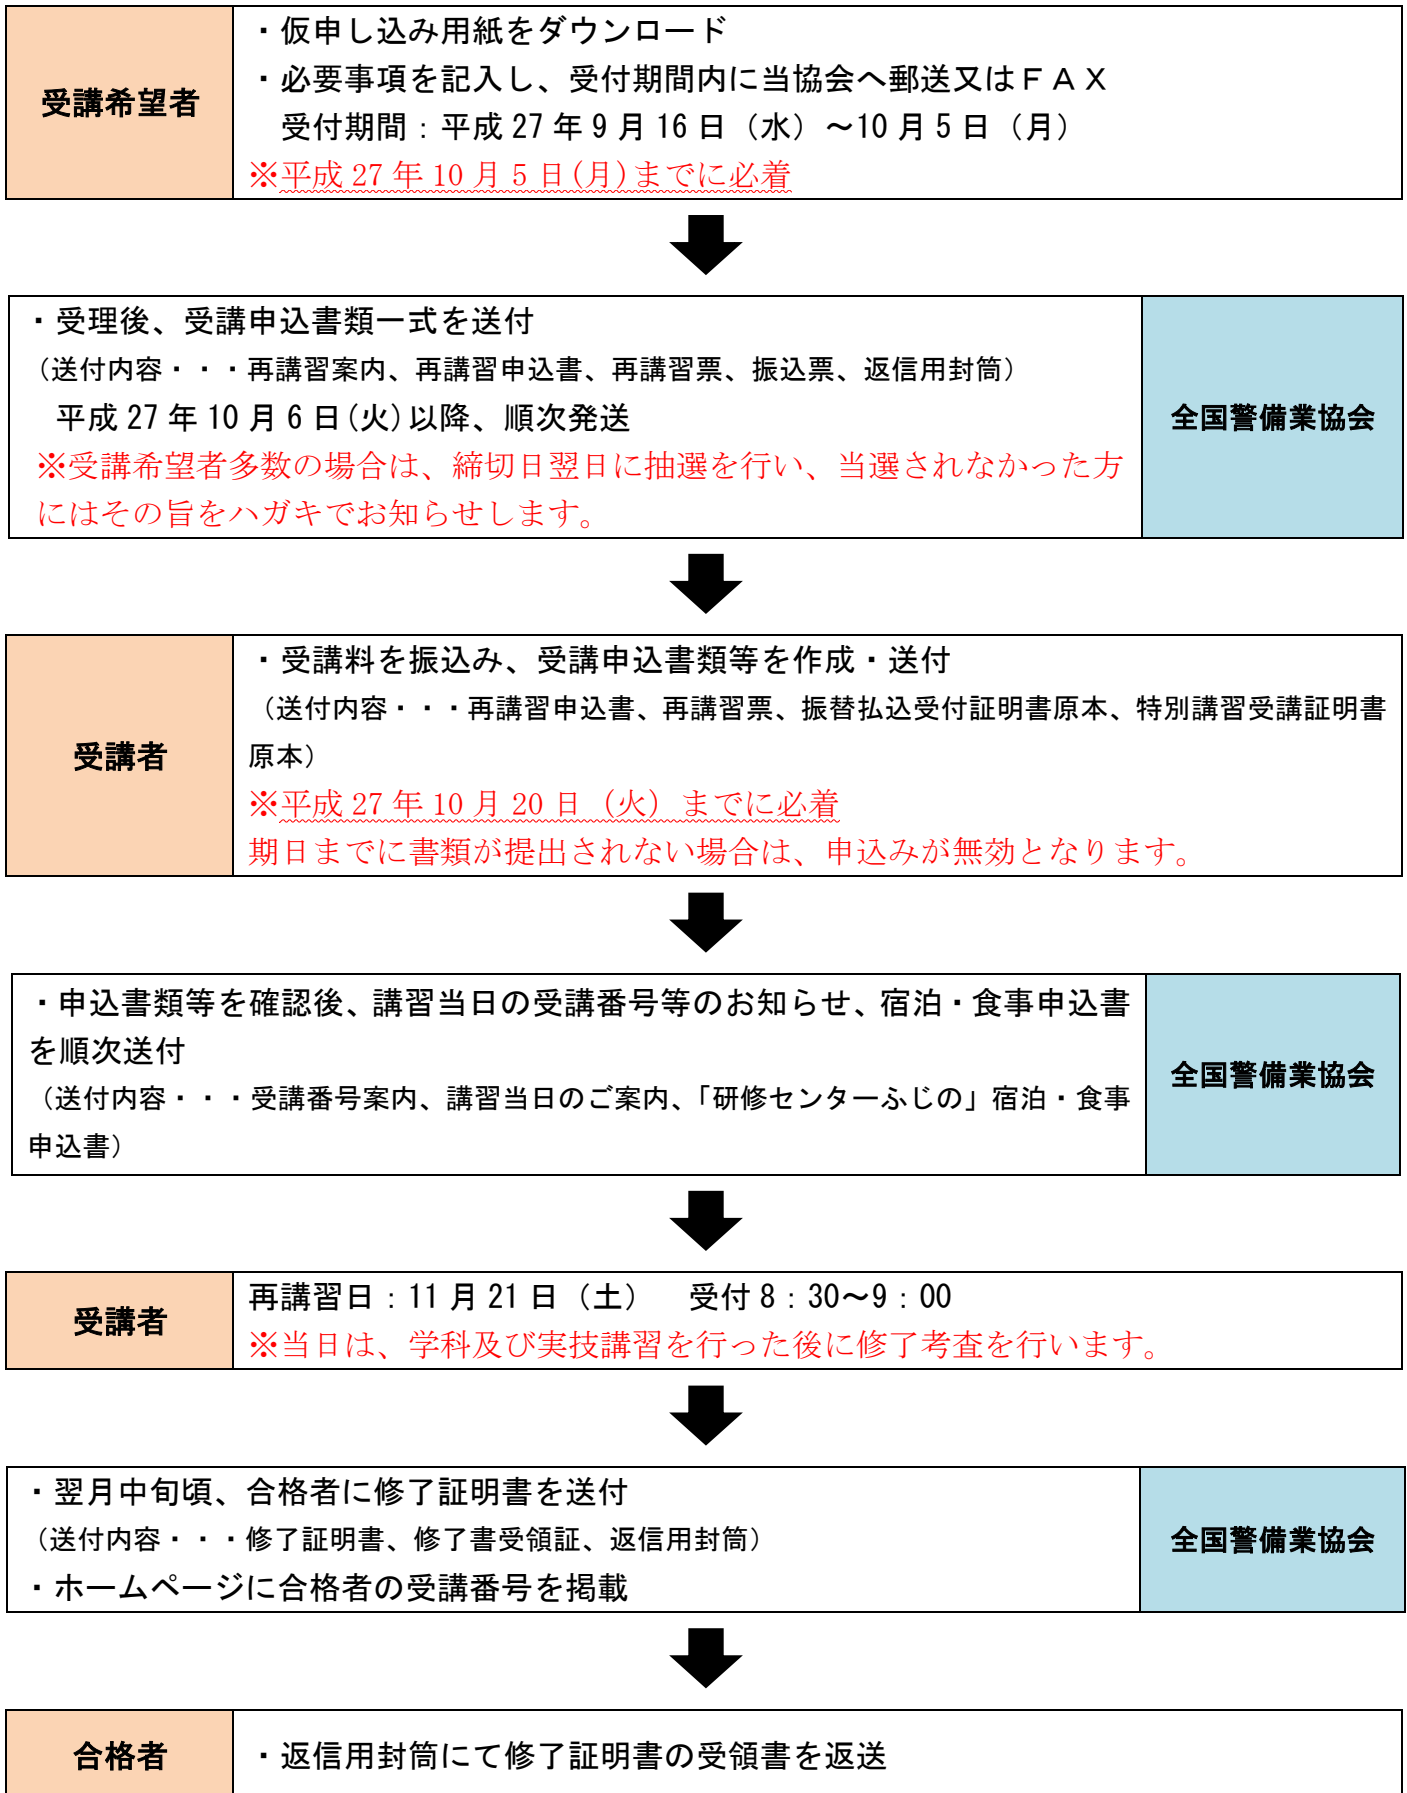 受講希望者
・仮申し込み用紙をダウンロード
・必要事項を記入し、受付期間内に当協会へ郵送又はＦＡＸ
受付期間：平成 27 年 9 月 16 日（水）～10 月 5 日（月）
※平成 27 年 10 月 5 日(月)までに必着
・受理後、受講申込書類一式を送付
（送付内容・・・再講習案内、再講習申込書、再講習票、振込票、返信用封筒）
平成 27 年 10 月 6 日(火)以降、順次発送
※受講希望者多数の場合は、締切日翌日に抽選を行い、当選されなかった方
にはその旨をハガキでお知らせします。
全国警備業協会
受講者
・受講料を振込み、受講申込書類等を作成・送付
（送付内容・・・再講習申込書、再講習票、振替払込受付証明書原本、特別講習受講証明書
原本）
※平成 27 年 10 月 20 日（火）までに必着
期日までに書類が提出されない場合は、申込みが無効となります。
・申込書類等を確認後、講習当日の受講番号等のお知らせ、宿泊・食事申込書
を順次送付
（送付内容・・・受講番号案内、講習当日のご案内、「研修センターふじの」宿泊・食事
申込書）
全国警備業協会
受講者
再講習日：11 月 21 日（土）　受付 8：30～9：00
※当日は、学科及び実技講習を行った後に修了考査を行います。
・翌月中旬頃、合格者に修了証明書を送付
（送付内容・・・修了証明書、修了書受領証、返信用封筒）
・ホームページに合格者の受講番号を掲載
全国警備業協会
合格者
・返信用封筒にて修了証明書の受領書を返送